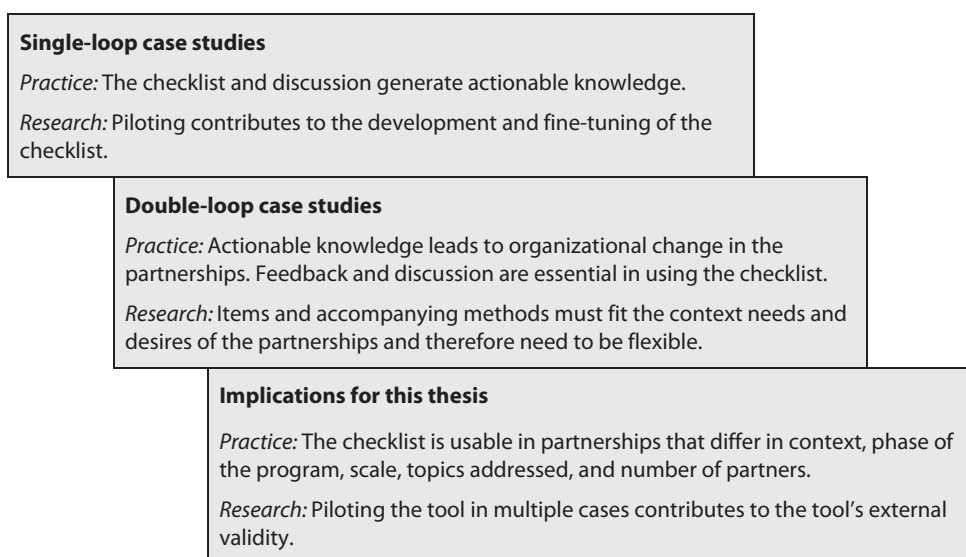 Single-loop case studies
Practice: The checklist and discussion generate actionable knowledge.
Research: Piloting contributes to the development and fine-tuning of the
checklist.
Double-loop case studies
Practice: Actionable knowledge leads to organizational change in the
partnerships. Feedback and discussion are essential in using the checklist.
Research: Items and accompanying methods must fit the context needs and
desires of the partnerships and therefore need to be flexible.
Implications for this thesis
Practice: The checklist is usable in partnerships that differ in context, phase of
the program, scale, topics addressed, and number of partners.
Research: Piloting the tool in multiple cases contributes to the tool's external
validity.